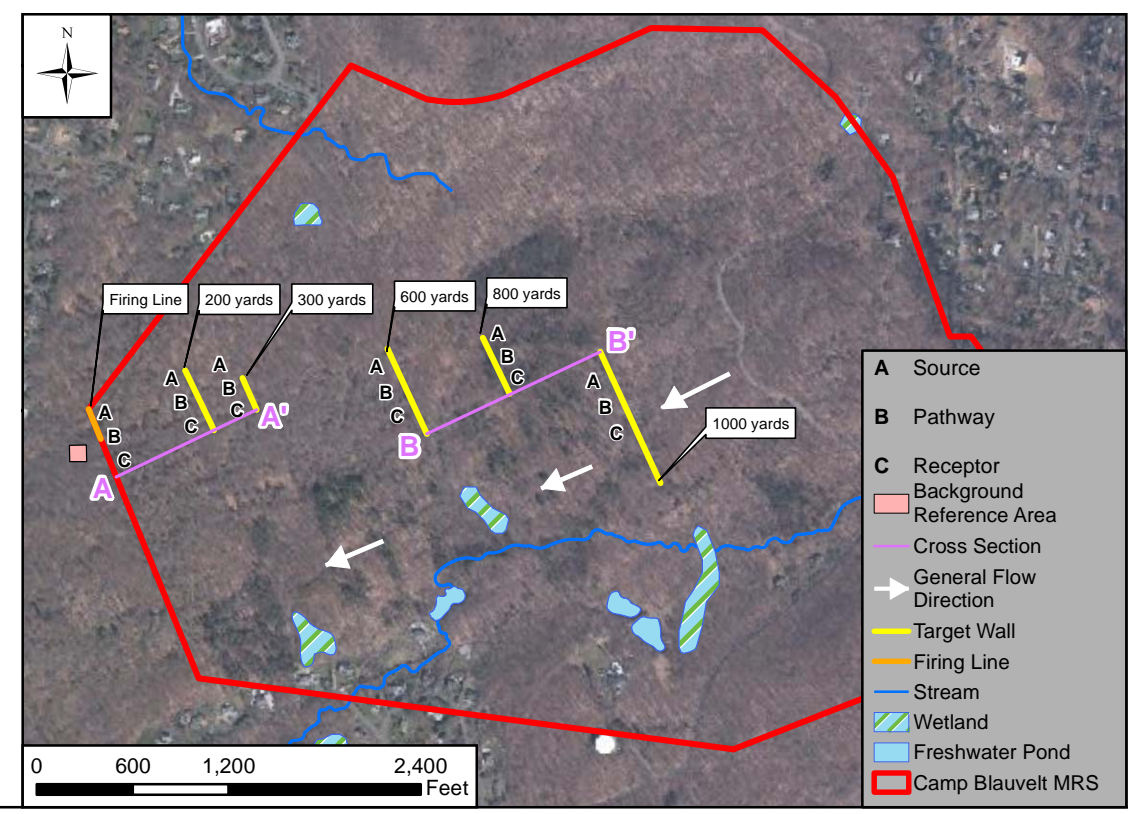 N
Firing Line
200 yards
300 yards
600 yards
800 yards
A
B
C
A
B
C
A
B
C
A
B
C
A
B
C
A
B
C
A
A'
B
B'
1000 yards
A Source
B Pathway
C Receptor
Background
Reference Area
Cross Section
General Flow
Direction
Target Wall
Firing Line
Stream
Wetland
Freshwater Pond
Camp Blauvelt MRS
0 600 1,200 2,400
Feet